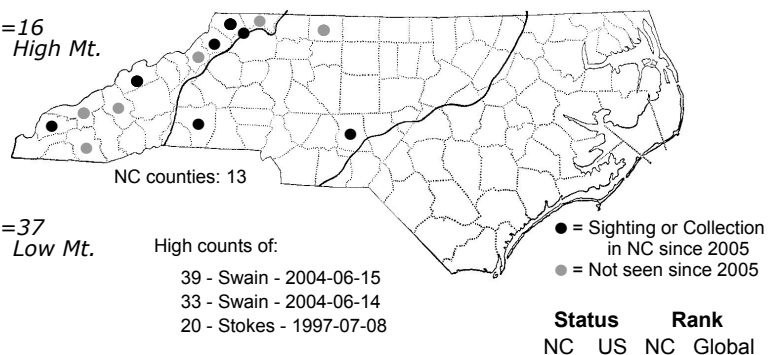 =16
High Mt.
NC counties: 13
=37
Low Mt.
High counts of:
39 - Swain - 2004-06-15
33 - Swain - 2004-06-14
20 - Stokes - 1997-07-08
= Sighting or Collection
in NC since 2005
= Not seen since 2005
Status Rank
NC US NC Global